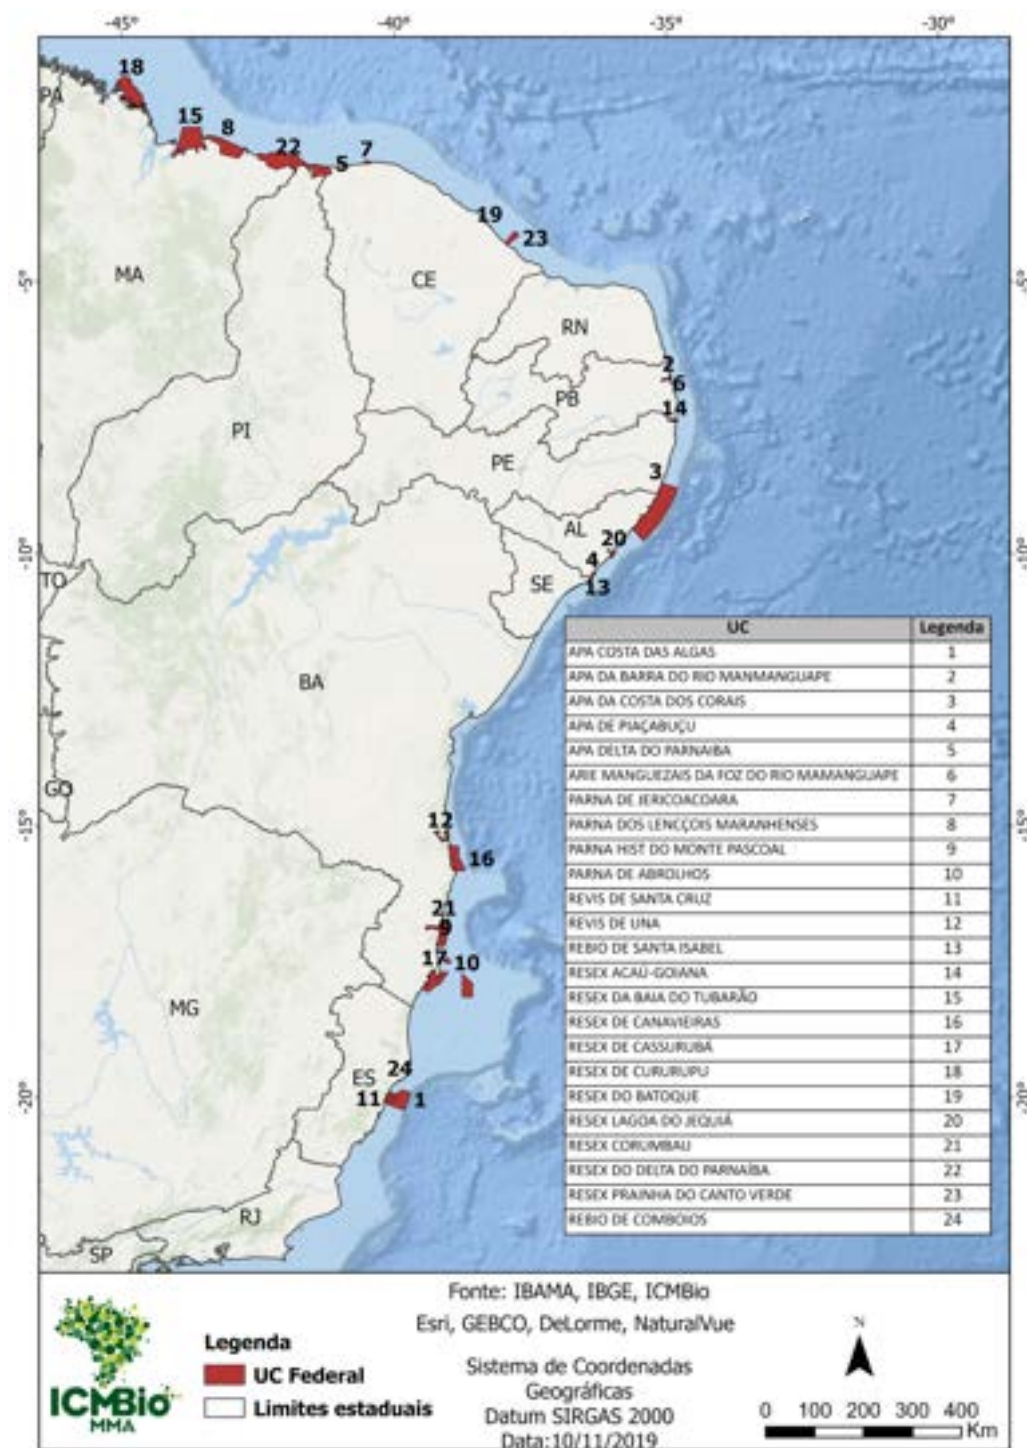 -45° -40° -35° -30°
18
PA
15
8
22
5
7
19
23
MA
CE
-5° -5°
RN
2
6
PB
14
PI
PE
3
AL
20
4
-10° -10°
TO
SE
13
BA
UC Legenda
APA COSTA DAS ALGAS 1
APA DA BARRA DO RIO MANMANGUAPE 2
APA DA COSTA DOS CORAIS 3
APA DE PIAÇABUÇU 4
APA DELTA DO PARNAIBA 5
ARIE MANGUEZAIS DA FOZ DO RIO MAMANGUAPE 6
PARNA DE JERICOACOARA 7
PARNA DOS LENCÇOIS MARANHENSES 8
PARNA HIST DO MONTE PASCOAL 9
PARNA DE ABROLHOS 10
REVIS DE SANTA CRUZ 11
REVIS DE UNA 12
REBIO DE SANTA ISABEL 13
RESEX ACAÚ-GOIANA 14
RESEX DA BAIA DO TUBARÃO 15
RESEX DE CANAVIEIRAS 16
RESEX DE CASSURUBÁ 17
RESEX DE CURURUPU 18
RESEX DO BATOQUE 19
RESEX LAGOA DO JEQUIÁ 20
RESEX CORUMBAU 21
RESEX DO DELTA DO PARNAÍBA 22
RESEX PRAINHA DO CANTO VERDE 23
REBIO DE COMBOIOS 24
GO
-15° -15°
12
16
21
9
17
10
MG
24
ES
11
1
-20° -20°
RJ
SP
Fonte: IBAMA, IBGE, ICMBio
Esri, GEBCO, DeLorme, NaturalVue
Legenda
UC Federal
Limites estaduais
Sistema de Coordenadas
Geográficas
Datum SIRGAS 2000
Data:10/11/2019
N
0 100 200 300 400
Km
ICMBio
MMA